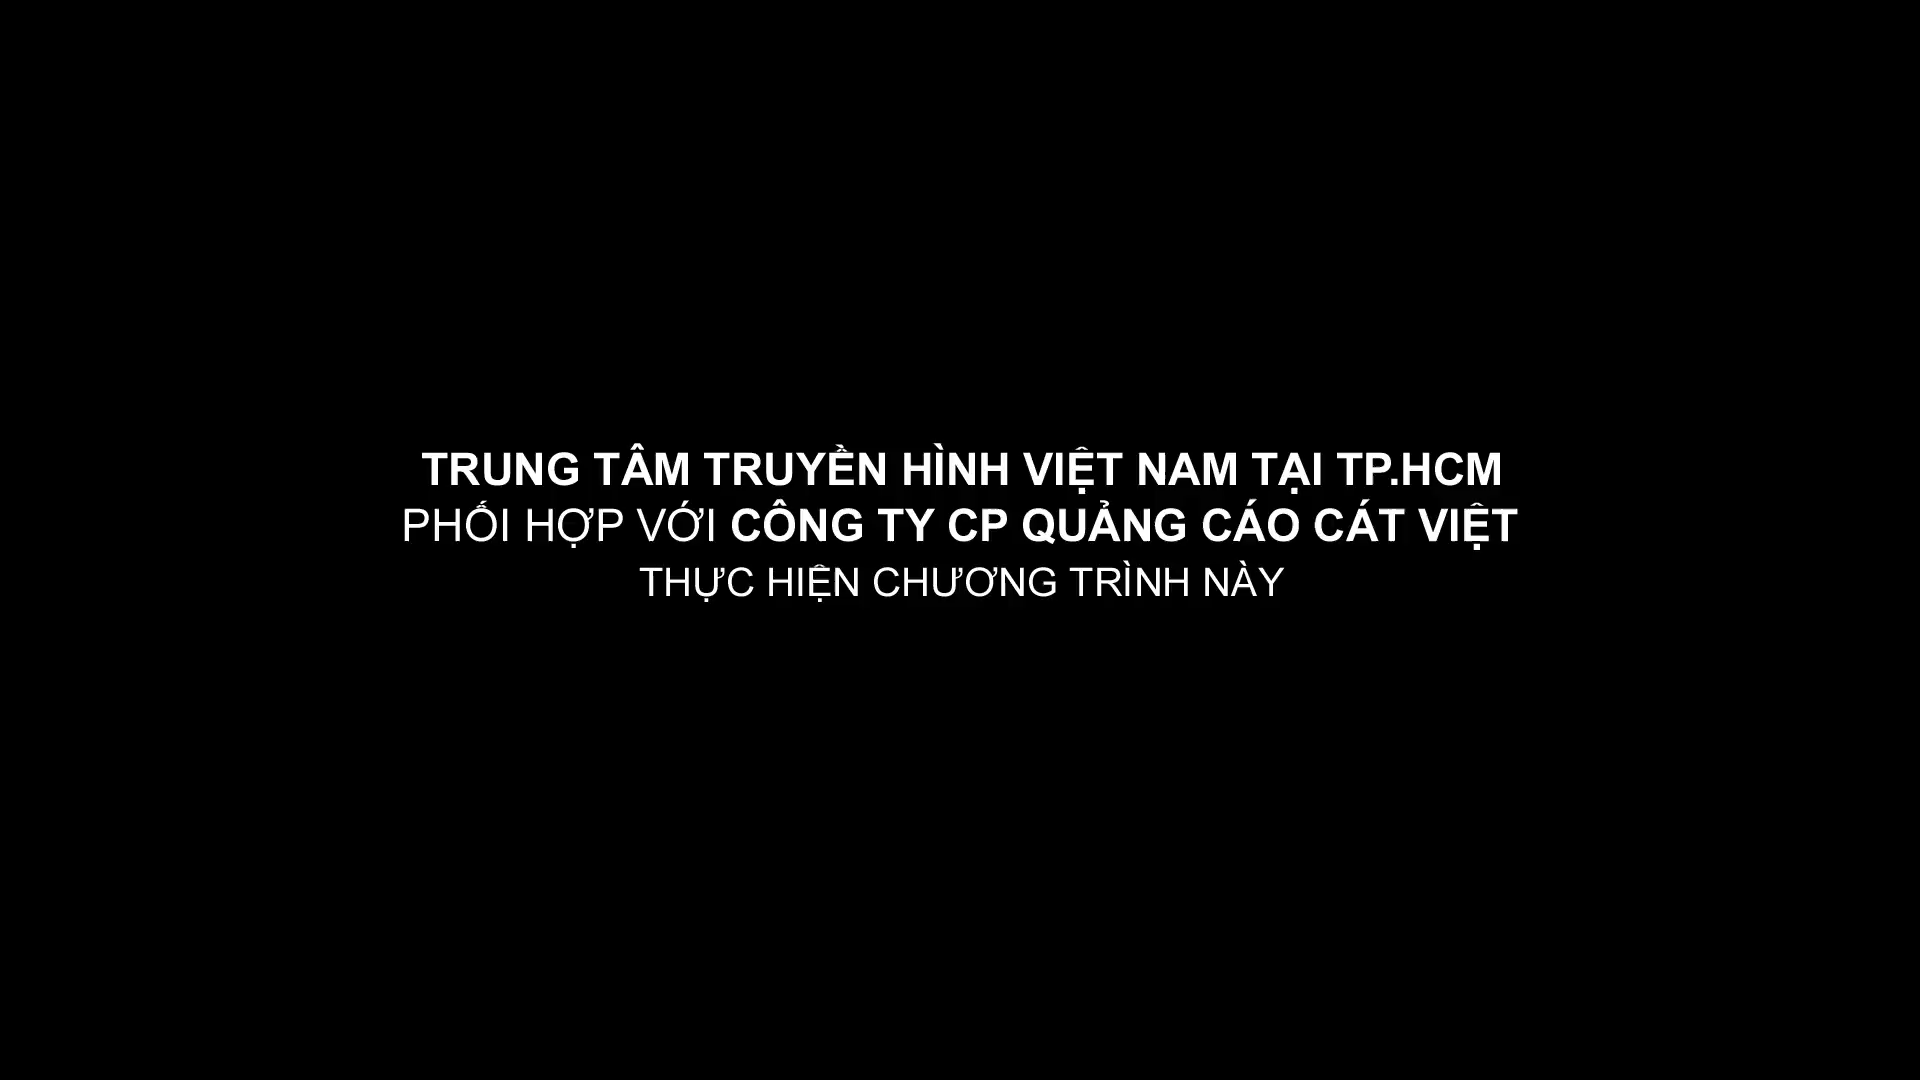 TRUNG TÂM TRUYỀN HÌNH VIỆT NAM TẠI TP.HCM
PHỐI HỢP VỚI CÔNG TY CP QUẢNG CÁO CÁT VIỆT
THỰC HIỆN CHƯƠNG TRÌNH NÀY